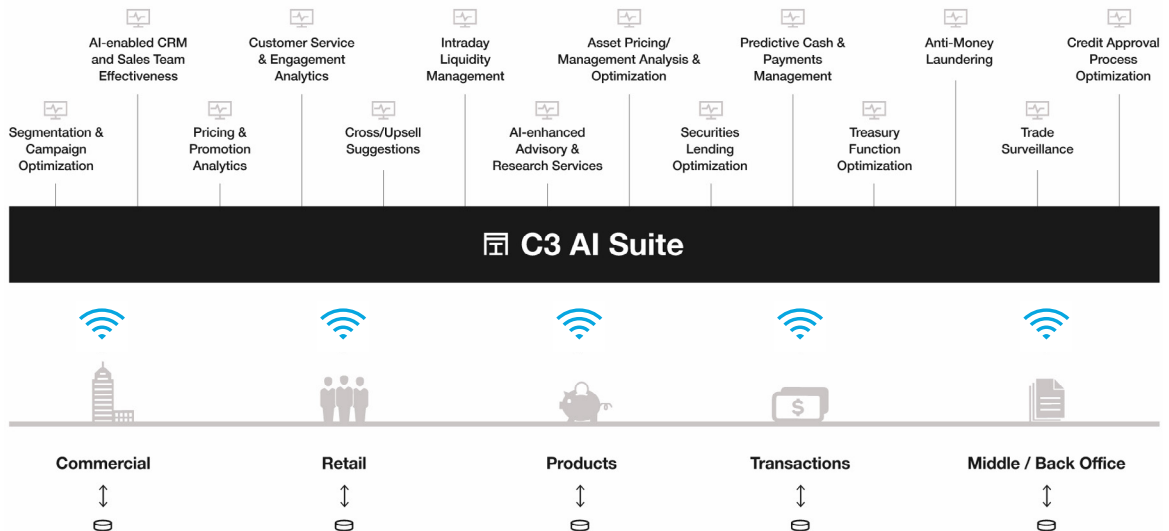 AI-enabled CRM
and Sales Team
Effectiveness
Customer Service
& Engagement
Analytics
Intraday
Liquidity
Management
Asset Pricing/
Management Analysis &
Optimization
Predictive Cash &
Payments
Management
Anti-Money
Laundering
Credit Approval
Process
Optimization
Segmentation &
Campaign
Optimization
Pricing &
Promotion
Analytics
Cross/Upsell
Suggestions
AI-enhanced
Advisory &
Research Services
Securities
Lending
Optimization
Treasury
Function
Optimization
Trade
Surveillance
C3 AI Suite
$
Commercial
Retail
Products
Transactions
Middle / Back Office